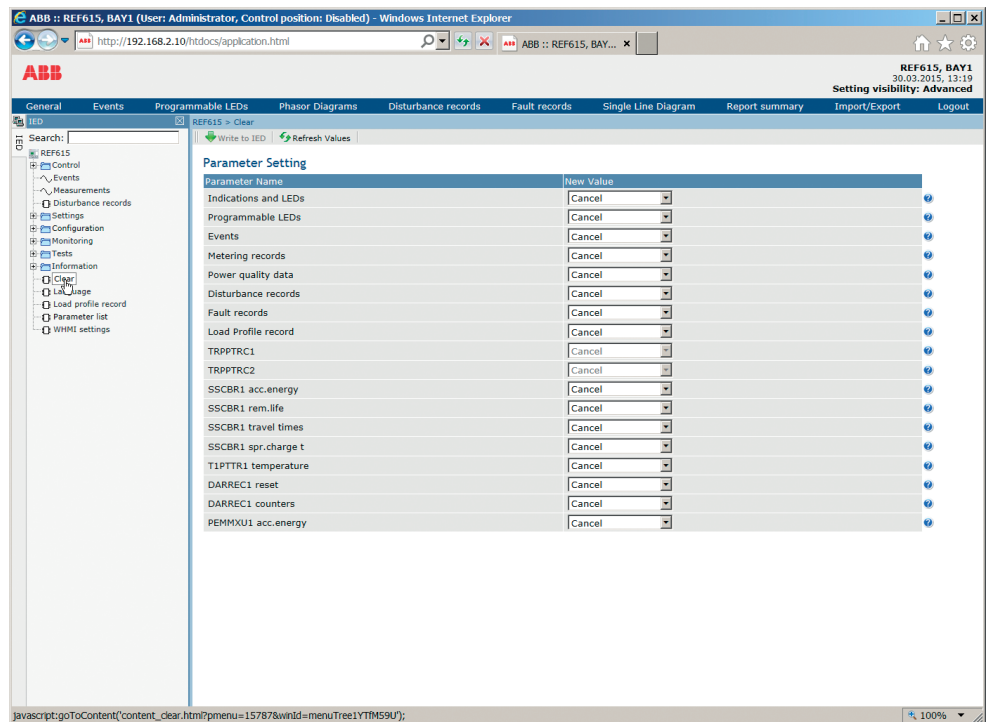 ABB :: REF615, BAY1 (User: Administrator, Control position: Disabled) - Windows Internet Explorer
http://192.168.2.10/htdocs/application.html
ABB :: REF615, BAY...
ABB
REF615, BAY1
30.03.2015, 13:19
Setting visibility: Advanced
General Events Programmable LEDs Phasor Diagrams Disturbance records Fault records Single Line Diagram Report summary Import/Export Logout
IED
REF615 > Clear
IED
Search:
Write to IED Refresh Values
REF615
Control
Events
Measurements
Disturbance records
Settings
Configuration
Monitoring
Tests
Information
Clear
Load profile record
Parameter list
WHMI settings
Parameter Setting
Parameter Name New Value
Indications and LEDs Cancel
Programmable LEDs Cancel
Events Cancel
Metering records Cancel
Power quality data Cancel
Disturbance records Cancel
Fault records Cancel
Load Profile record Cancel
TRPPTRC1 Cancel
TRPPTRC2 Cancel
SSCBR1 acc.energy Cancel
SSCBR1 rem.life Cancel
SSCBR1 travel times Cancel
SSCBR1 spr.charge t Cancel
T1PTTR1 temperature Cancel
DARREC1 reset Cancel
DARREC1 counters Cancel
PEMMXU1 acc.energy Cancel
javascript:goToContent('content_clear.html?pmenu=15787&winId=menuTree1YTfM59U');
100%